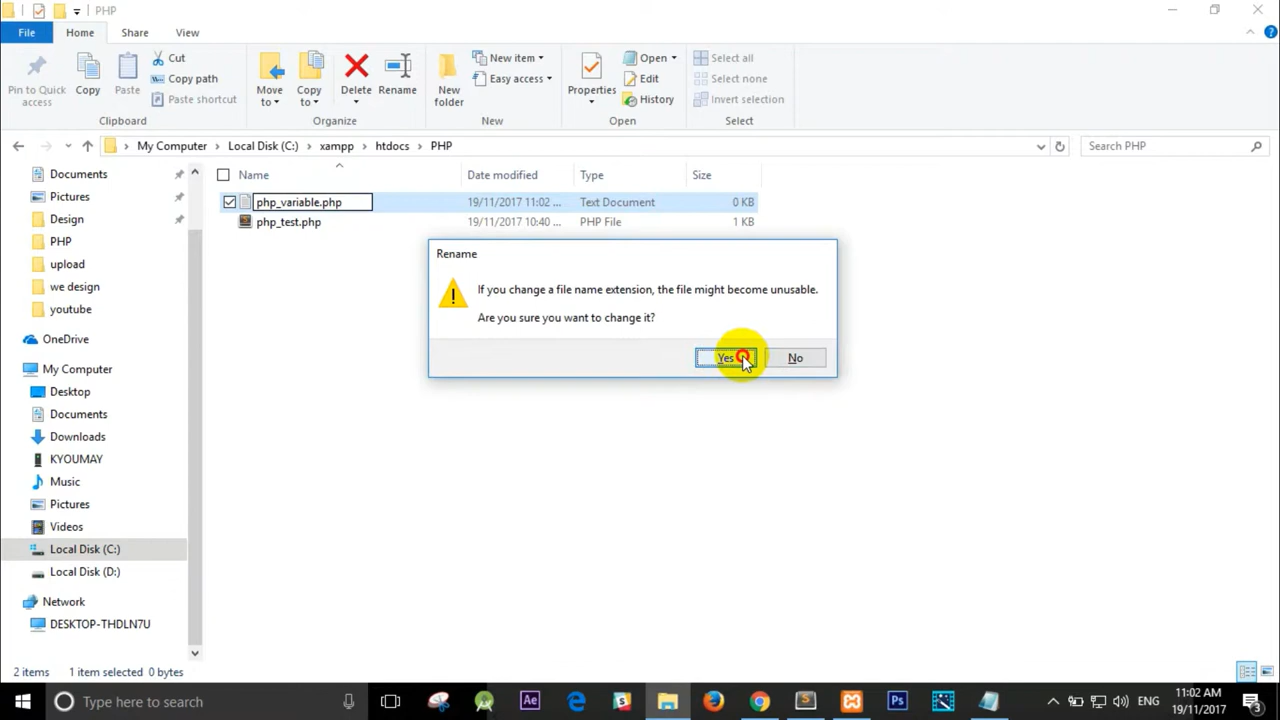 PHP
File
Home
Share
View
Pin to Quick access
Copy
Paste
Cut
Copy path
Paste shortcut
Clipboard
Move to
Copy to
Delete
Rename
Organize
New folder
New item
Easy access
New
Properties
Open
Edit
History
Open
Select all
Select none
Invert selection
Select
My Computer
Local Disk (C:)
xampp
htdocs
PHP
Search PHP
Documents
Pictures
Design
PHP
upload
we design
youtube
OneDrive
My Computer
Desktop
Documents
Downloads
KYOUMAY
Music
Pictures
Videos
Local Disk (C:)
Local Disk (D:)
Network
DESKTOP-THDLN7U
Name Date modified Type Size
php_variable.php 19/11/2017 11:02 ... Text Document 0 KB
php_test.php 19/11/2017 10:40 ... PHP File 1 KB
Rename
If you change a file name extension, the file might become unusable.
Are you sure you want to change it?
Yes No
2 items 1 item selected 0 bytes
Type here to search
Ae
Ps
ENG
11:02 AM
19/11/2017
3